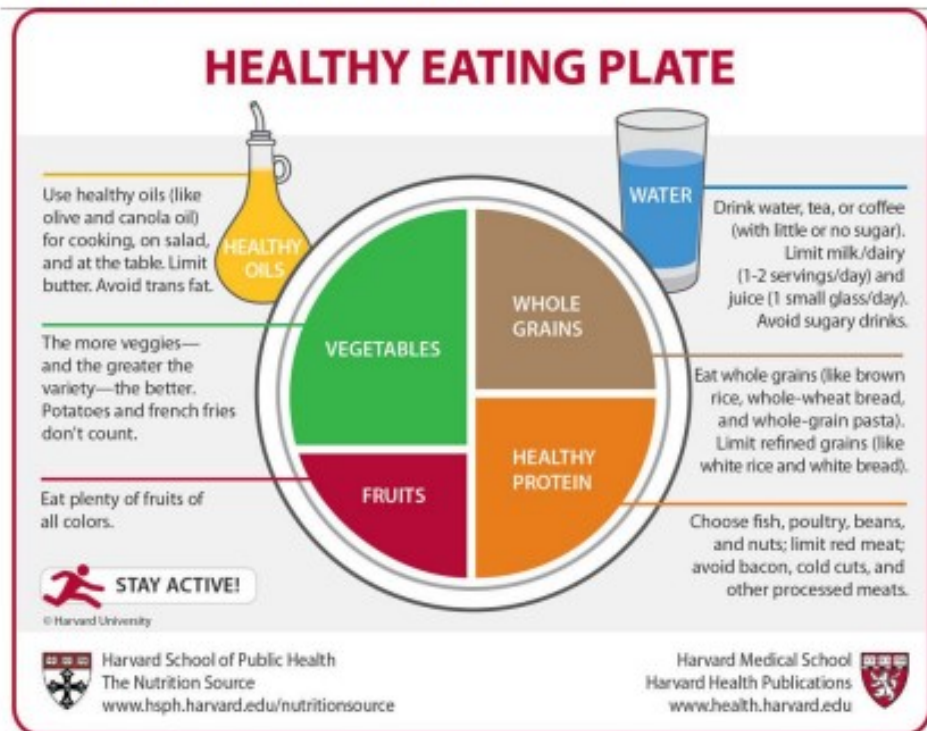 HEALTHY EATING PLATE
Use healthy oils (like
olive and canola oil)
for cooking, on salad,
and at the table. Limit
butter. Avoid trans fat.
HEALTHY
OILS
WATER
Drink water, tea, or coffee
(with little or no sugar).
Limit milk/dairy
(1-2 servings/day) and
juice (1 small glass/day).
Avoid sugary drinks.
The more veggies—
and the greater the
variety—the better.
Potatoes and french fries
don't count.
VEGETABLES
WHOLE
GRAINS
Eat whole grains (like brown
rice, whole-wheat bread,
and whole-grain pasta).
Limit refined grains (like
white rice and white bread).
Eat plenty of fruits of
all colors.
FRUITS
HEALTHY
PROTEIN
Choose fish, poultry, beans,
and nuts; limit red meat;
avoid bacon, cold cuts, and
other processed meats.
STAY ACTIVE!
© Harvard University
Harvard School of Public Health
The Nutrition Source
www.hsph.harvard.edu/nutritionsource
Harvard Medical School
Harvard Health Publications
www.health.harvard.edu